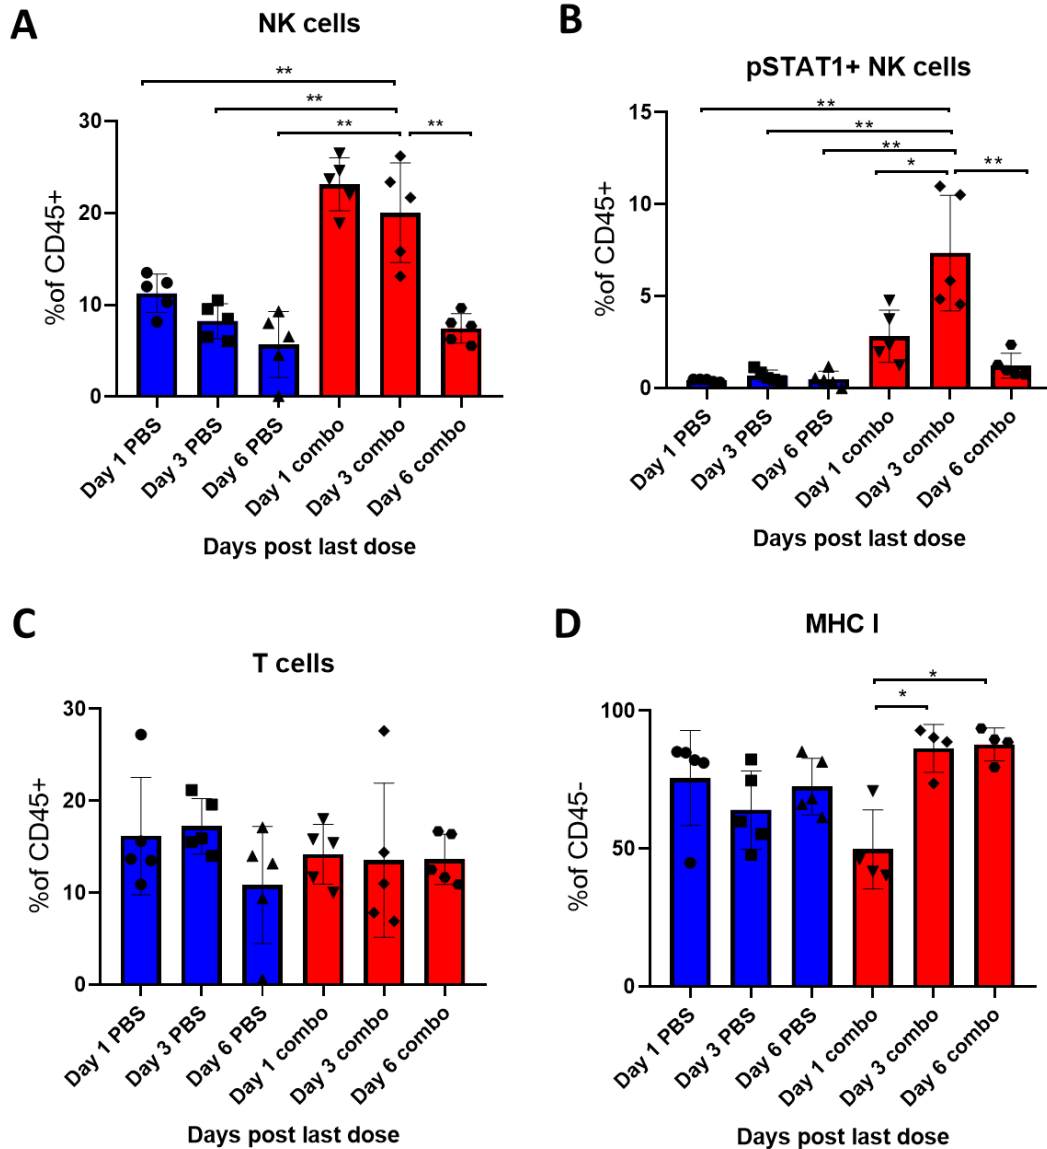 A
NK cells
**
**
**
**
30
20
10
0
%of CD45+
Day 1 PBS
Day 3 PBS
Day 6 PBS
Day 1 combo
Day 3 combo
Day 6 combo
Days post last dose
B
pSTAT1+ NK cells
**
**
**
*
**
15
10
5
0
%of CD45+
Day 1 PBS
Day 3 PBS
Day 6 PBS
Day 1 combo
Day 3 combo
Day 6 combo
Days post last dose
C
T cells
30
20
10
0
%of CD45+
Day 1 PBS
Day 3 PBS
Day 6 PBS
Day 1 combo
Day 3 combo
Day 6 combo
Days post last dose
D
MHC I
*
*
100
50
0
%of CD45-
Day 1 PBS
Day 3 PBS
Day 6 PBS
Day 1 combo
Day 3 combo
Day 6 combo
Days post last dose